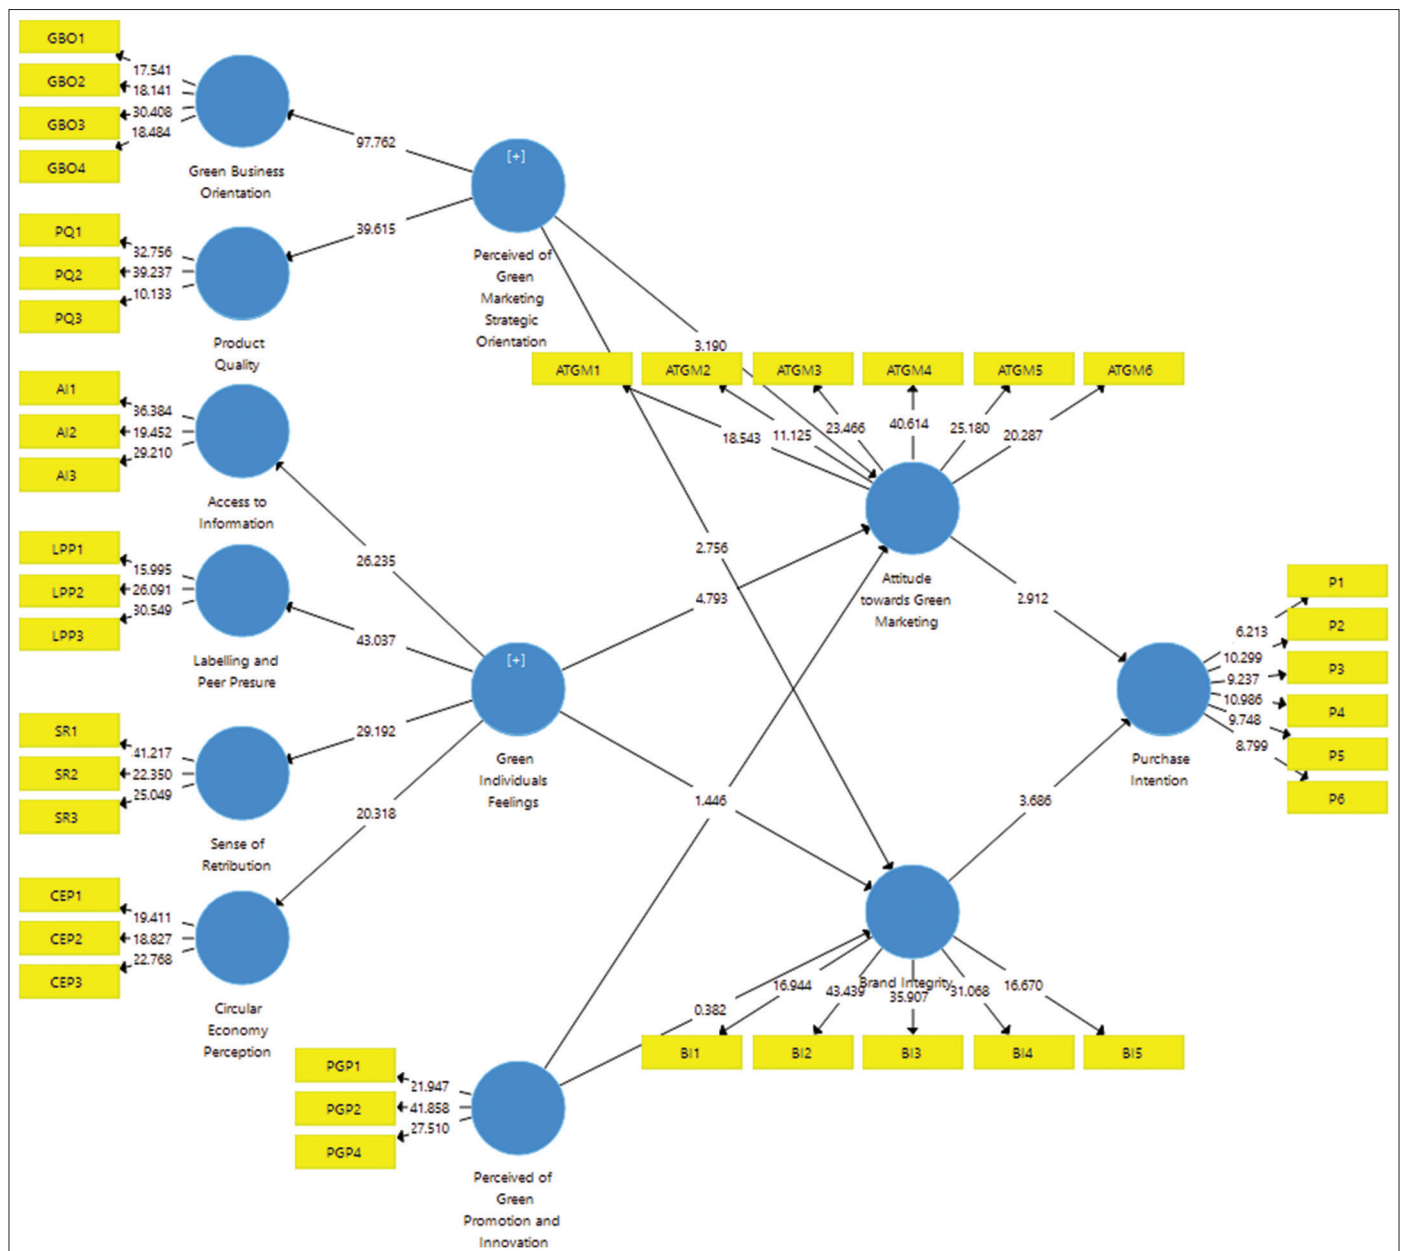 GBO1
17.541
GBO2
18.141
30.408
GBO3
18.484
GBO4
Green Business
Orientation
97.762
[+]
39.615
Perceived of
Green
Marketing
Strategic
Orientation
PQ1
32.756
PQ2
39.237
10.133
PQ3
Product
Quality
3.190
ATGM1
ATGM2
ATGM3
ATGM4
ATGM5
ATGM6
18.543
11.125
23.466
40.614
25.180
20.287
AI1
36.384
AI2
19.452
29.210
AI3
Access to
Information
26.235
2.756
Attitude
towards Green
Marketing
LPP1
15.995
LPP2
26.091
30.549
LPP3
Labelling and
Peer Presure
43.037
4.793
2.912
[+]
Green
Individuals
Feelings
P1
6.213
P2
10.299
P3
9.237
10.986
P4
9.748
P5
8.799
P6
Purchase
Intention
SR1
41.217
SR2
22.350
25.049
SR3
Sense of
Retribution
29.192
20.318
1.446
3.686
CEP1
19.411
CEP2
18.827
22.768
CEP3
Circular
Economy
Perception
Brand Integrity
0.382
16.944
43.439
35.907
31.068
16.670
BI1
BI2
BI3
BI4
BI5
PGP1
21.947
PGP2
41.858
27.510
PGP4
Perceived of
Green
Promotion and
Innovation